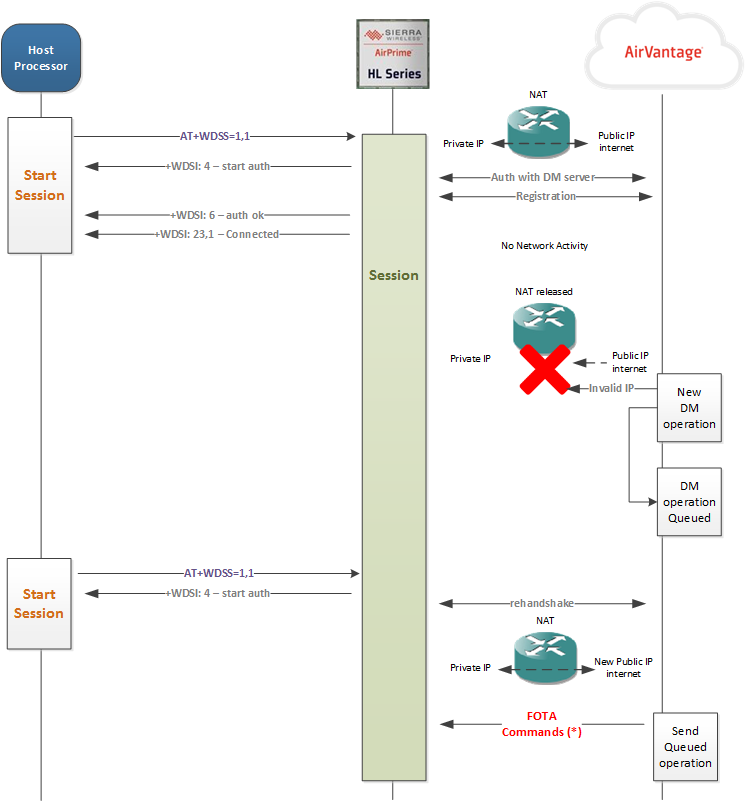 Host
Processor
SIERRA
WIRELESS
AirPrime
HL Series
AirVantage
NAT
Private IP
Public IP
internet
Start
Session
AT+WDSS=1,1
+WDSI: 4 – start auth
+WDSI: 6 – auth ok
+WDSI: 23,1 – Connected
Auth with DM server
Registration
No Network Activity
Session
NAT released
Private IP
Public IP
internet
Invalid IP
New
DM
operation
DM
operation
Queued
Start
Session
AT+WDSS=1,1
+WDSI: 4 – start auth
rehandshake
NAT
Private IP
New Public IP
internet
FOTA
Commands (*)
Send
Queued
operation